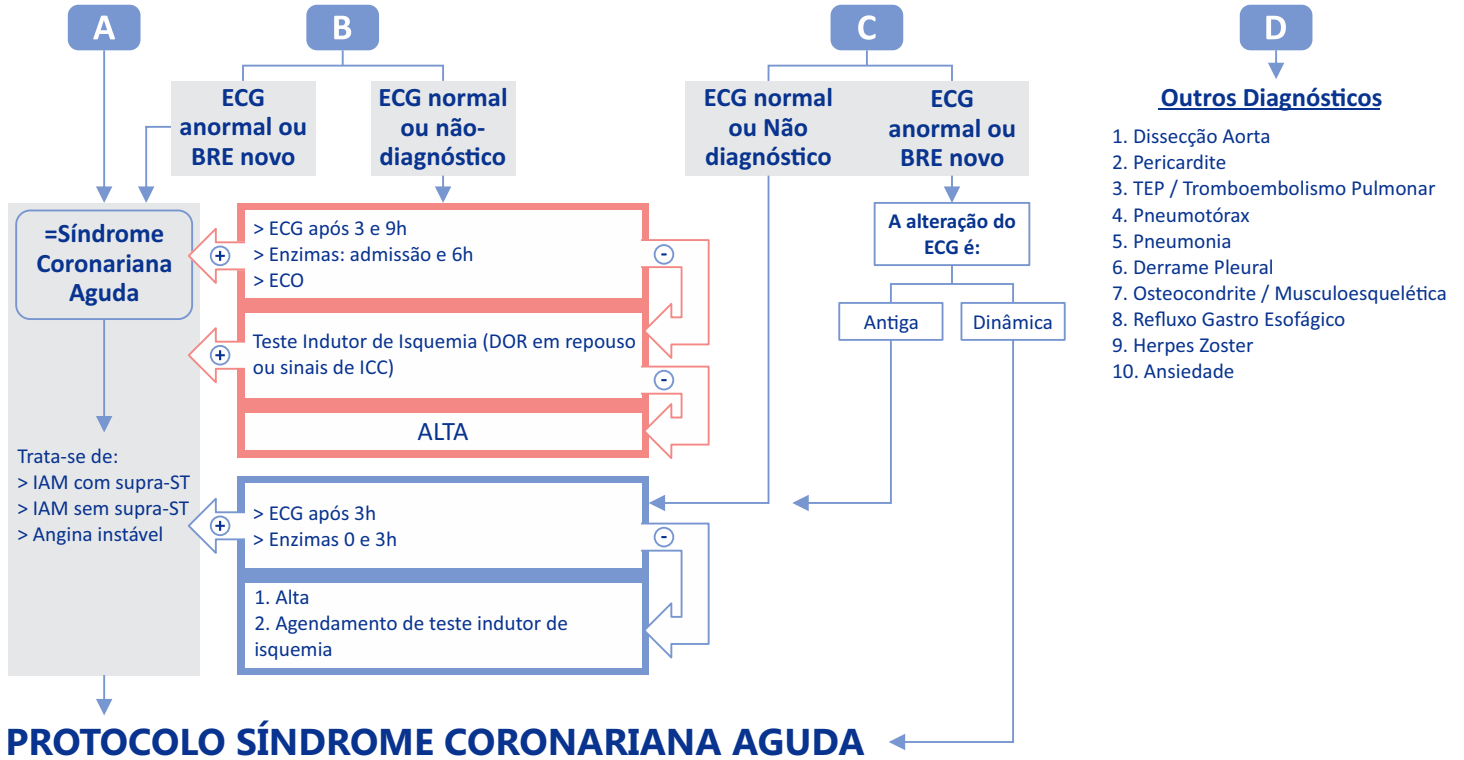 A
B
C
D
ECG
anormal ou
BRE novo
ECG normal
ou não-
diagnóstico
ECG normal
ou Não
diagnóstico
ECG
anormal ou
BRE novo
Outros Diagnósticos
1. Dissecção Aorta
2. Pericardite
3. TEP / Tromboembolismo Pulmonar
4. Pneumotórax
5. Pneumonia
6. Derrame Pleural
7. Osteocondrite / Musculoesquelética
8. Refluxo Gastro Esofágico
9. Herpes Zoster
10. Ansiedade
=Síndrome
Coronariana
Aguda
+
> ECG após 3 e 9h
> Enzimas: admissão e 6h
> ECO
-
A alteração do
ECG é:
Antiga
Dinâmica
+
Teste Indutor de Isquemia (DOR em repouso
ou sinais de ICC)
-
ALTA
Trata-se de:
> IAM com supra-ST
> IAM sem supra-ST
> Angina instável
+
> ECG após 3h
> Enzimas 0 e 3h
-
1. Alta
2. Agendamento de teste indutor de
isquemia
PROTOCOLO SÍNDROME CORONARIANA AGUDA